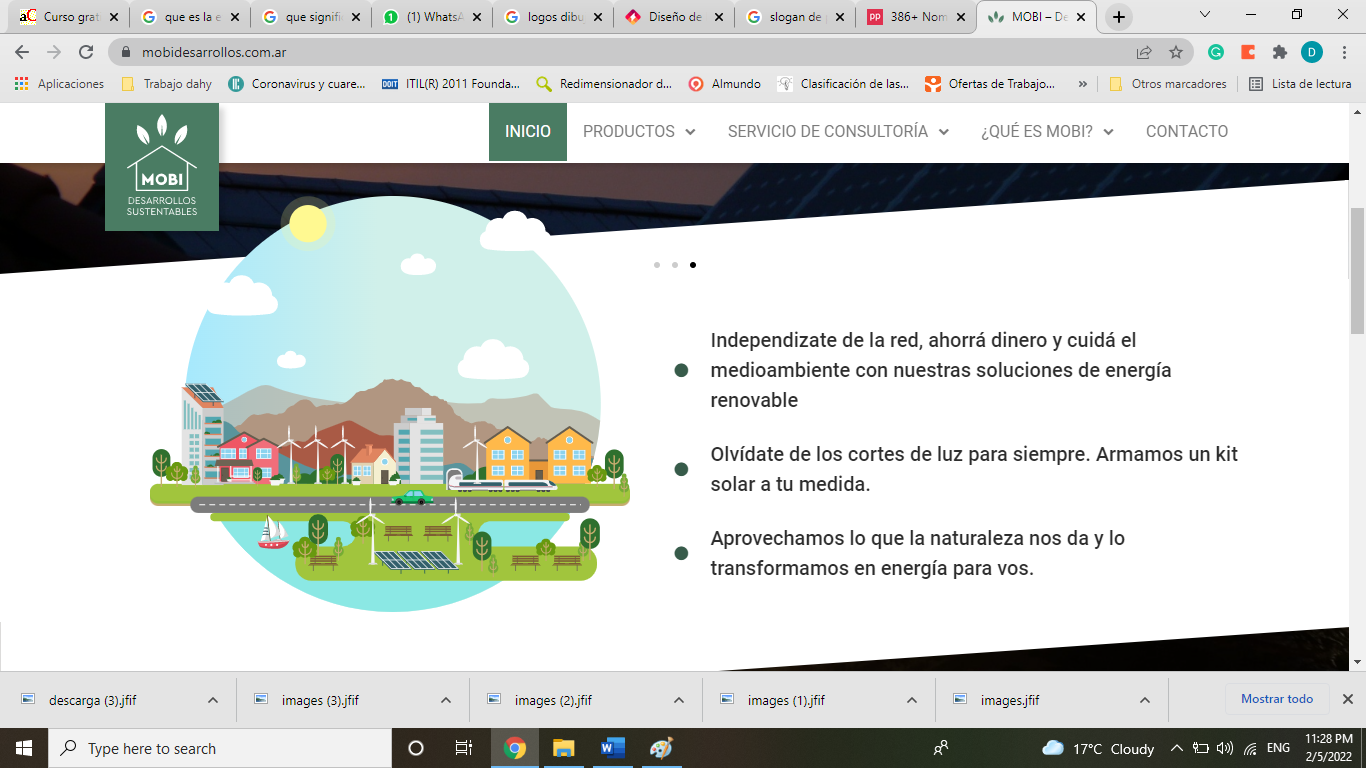 Curso grat
que es la e
que signifi
(1) WhatsA
logos dibu
Diseño de
slogan de p
386+ Nom
MOBI – De
mobidesarrollos.com.ar
D
Aplicaciones
Trabajo dahy
Coronavirus y cuare...
ITIL(R) 2011 Founda...
Redimensionador d...
Almundo
Clasificación de las...
Ofertas de Trabajo...
»
Otros marcadores
Lista de lectura
MOBI
DESARROLLOS
SUSTENTABLES
INICIO
PRODUCTOS
SERVICIO DE CONSULTORÍA
¿QUÉ ES MOBI?
CONTACTO
Independizate de la red, ahorrá dinero y cuidá el
medioambiente con nuestras soluciones de energía
renovable
Olvídate de los cortes de luz para siempre. Armamos un kit
solar a tu medida.
Aprovechamos lo que la naturaleza nos da y lo
transformamos en energía para vos.
descarga (3).jfif
images (3).jfif
images (2).jfif
images (1).jfif
images.jfif
Mostrar todo
Type here to search
17°C Cloudy
ENG
11:28 PM
2/5/2022